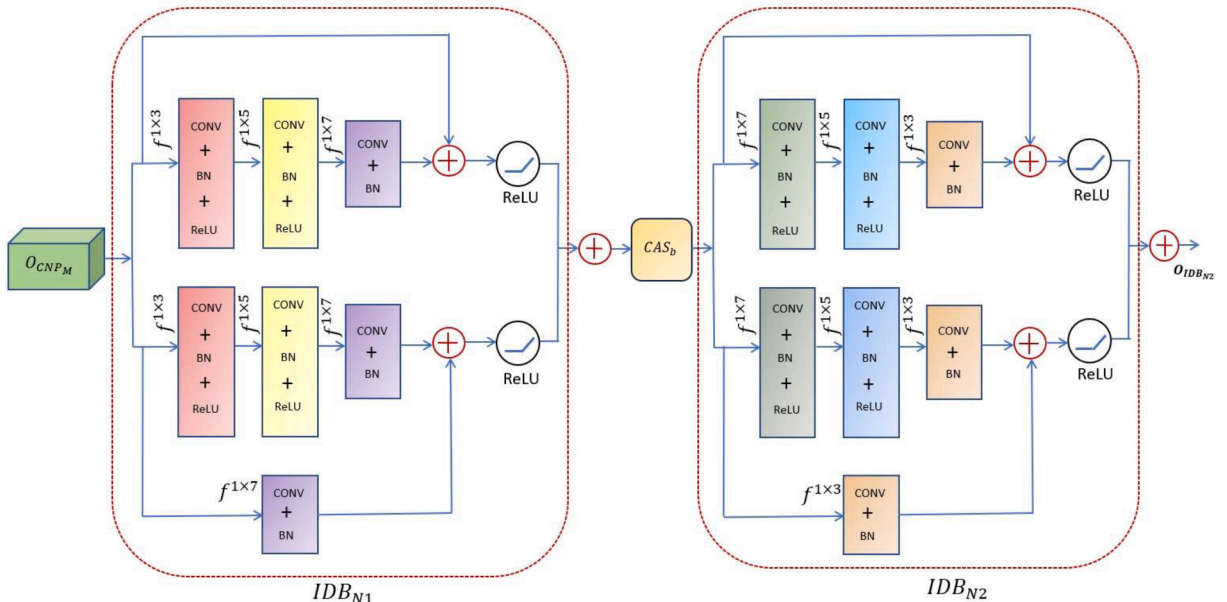 f^{1×3}
CONV
+
BN
+
ReLU
f^{1×5}
CONV
+
BN
+
ReLU
f^{1×7}
CONV
+
BN
+
ReLU
O_{CNP_M}
f^{1×3}
CONV
+
BN
+
ReLU
f^{1×5}
CONV
+
BN
+
ReLU
f^{1×7}
CONV
+
BN
+
ReLU
f^{1×7}
CONV
+
BN
IDB_{N1}
+
CAS_b
f^{1×7}
CONV
+
BN
+
ReLU
f^{1×5}
CONV
+
BN
+
ReLU
f^{1×3}
CONV
+
BN
+
ReLU
f^{1×7}
CONV
+
BN
+
ReLU
f^{1×5}
CONV
+
BN
+
ReLU
f^{1×3}
CONV
+
BN
+
ReLU
f^{1×3}
CONV
+
BN
IDB_{N2}
+
O_{IDB_{N2}}